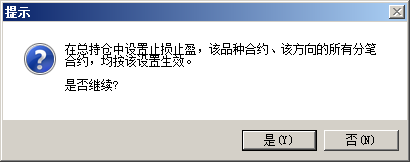 提示
在总持仓中设置止损止盈，该品种合约、该方向的所有分笔
合约，均按该设置生效。
是否继续?
是(Y)
否(N)